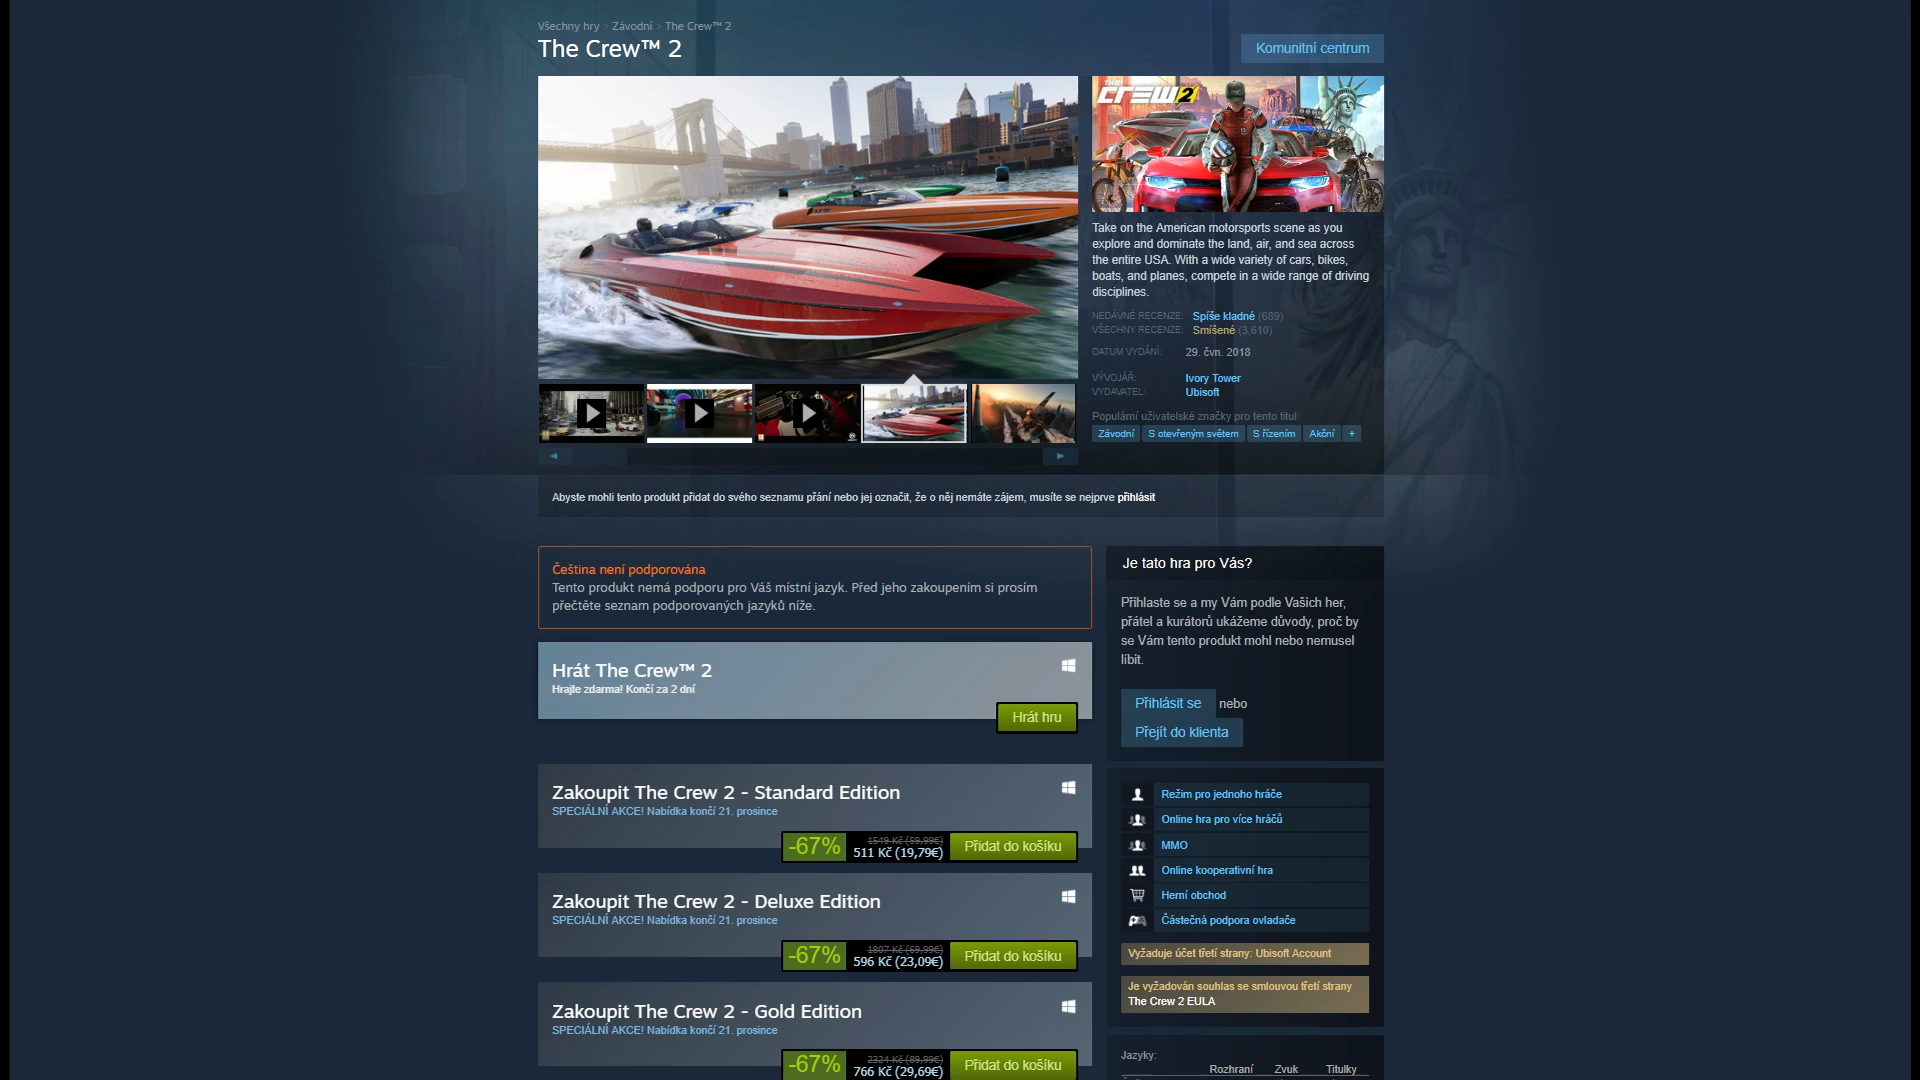 Všechny hry > Závodní > The Crew™ 2
The Crew™ 2
Komunitní centrum
THE CREW 2
Take on the American motorsports scene as you
explore and dominate the land, air, and sea across
the entire USA. With a wide variety of cars, bikes,
boats, and planes, compete in a wide range of driving
disciplines.
NEDÁVNÉ RECENZE: Spíše kladné (689)
VŠECHNY RECENZE: Smíšené (3,610)
DATUM VYDÁNÍ: 29. čvn. 2018
VÝVOJÁŘ: Ivory Tower
VYDAVATEL: Ubisoft
Populární uživatelské značky pro tento titul:
Závodní S otevřeným světem S řízením Akční +
Abyste mohli tento produkt přidat do svého seznamu přání nebo jej označit, že o něj nemáte zájem, musíte se nejprve přihlásit
Čeština není podporována
Tento produkt nemá podporu pro Váš místní jazyk. Před jeho zakoupením si prosím
přečtěte seznam podporovaných jazyků níže.
Hrát The Crew™ 2
Hrajte zdarma! Končí za 2 dní
Hrát hru
Zakoupit The Crew 2 - Standard Edition
SPECIÁLNÍ AKCE! Nabídka končí 21. prosince
-67%
1549 Kč (59,99€)
511 Kč (19,79€)
Přidat do košíku
Zakoupit The Crew 2 - Deluxe Edition
SPECIÁLNÍ AKCE! Nabídka končí 21. prosince
-67%
1807 Kč (69,99€)
596 Kč (23,09€)
Přidat do košíku
Zakoupit The Crew 2 - Gold Edition
SPECIÁLNÍ AKCE! Nabídka končí 21. prosince
-67%
2324 Kč (89,99€)
766 Kč (29,69€)
Přidat do košíku
Je tato hra pro Vás?
Přihlaste se a my Vám podle Vašich her,
přátel a kurátorů ukážeme důvody, proč by
se Vám tento produkt mohl nebo nemusel
líbit.
Přihlásit se nebo
Přejít do klienta
Režim pro jednoho hráče
Online hra pro více hráčů
MMO
Online kooperativní hra
Herní obchod
Částečná podpora ovladače
Vyžaduje účet třetí strany: Ubisoft Account
Je vyžadován souhlas se smlouvou třetí strany
The Crew 2 EULA
Jazyky:
Rozhraní Zvuk Titulky